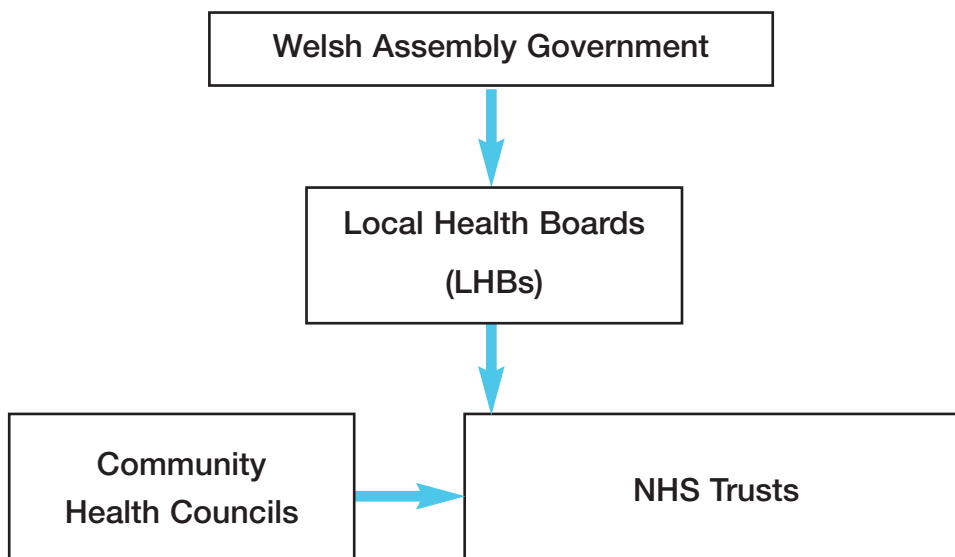 Welsh Assembly Government
Local Health Boards
(LHBs)
Community
Health Councils
NHS Trusts